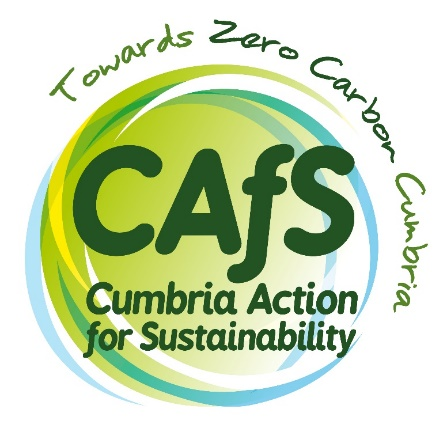 Towards Zero Carbon Cumbria
CAfS
Cumbria Action
for Sustainability